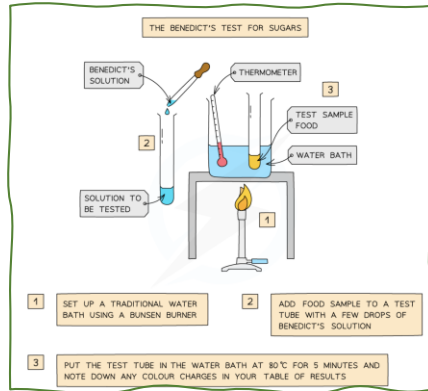 THE BENEDICT'S TEST FOR SUGARS
BENEDICT'S
SOLUTION
THERMOMETER
3
TEST SAMPLE
FOOD
2
WATER BATH
SOLUTION TO
BE TESTED
1
1
SET UP A TRADITIONAL WATER
BATH USING A BUNSEN BURNER
2
ADD FOOD SAMPLE TO A TEST
TUBE WITH A FEW DROPS OF
BENEDICT'S SOLUTION
3
PUT THE TEST TUBE IN THE WATER BATH AT 80°C FOR 5 MINUTES AND
NOTE DOWN ANY COLOUR CHARGES IN YOUR TABLE OF RESULTS